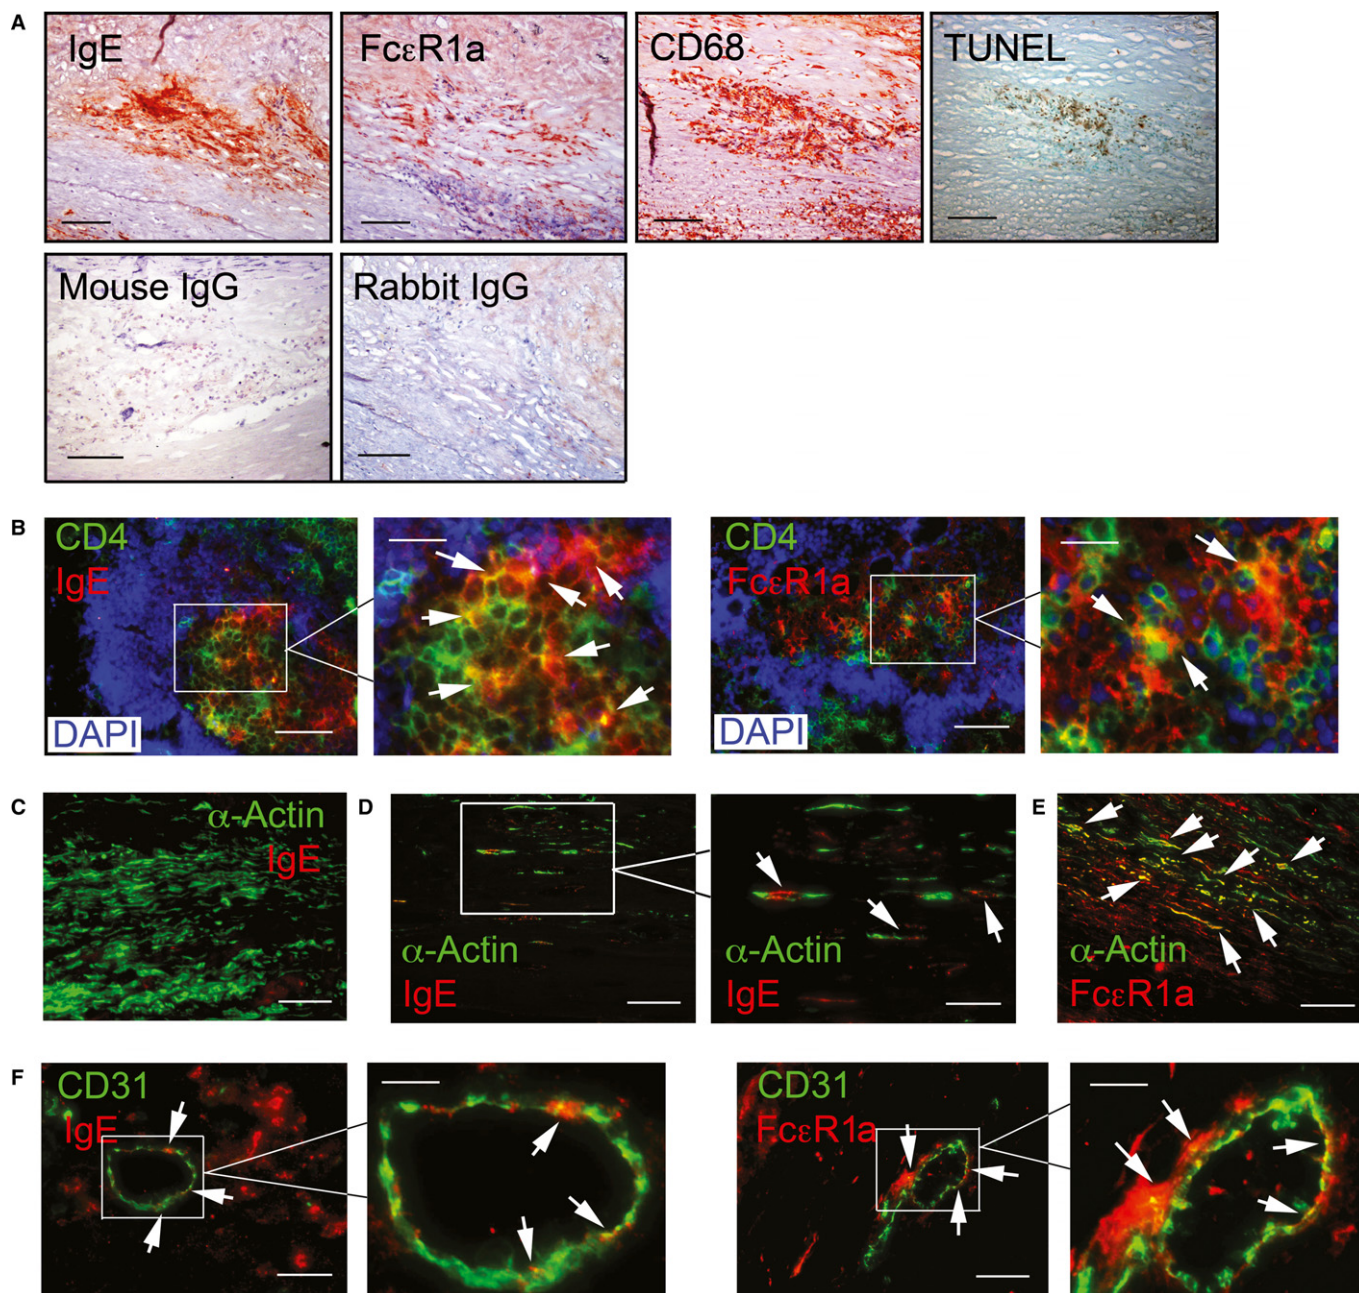 A
IgE
FcεR1a
CD68
TUNEL
Mouse IgG
Rabbit IgG
B
CD4
IgE
DAPI
CD4
FcεR1a
DAPI
C
α-Actin
IgE
D
α-Actin
IgE
α-Actin
IgE
E
α-Actin
FcεR1a
F
CD31
IgE
CD31
FcεR1a